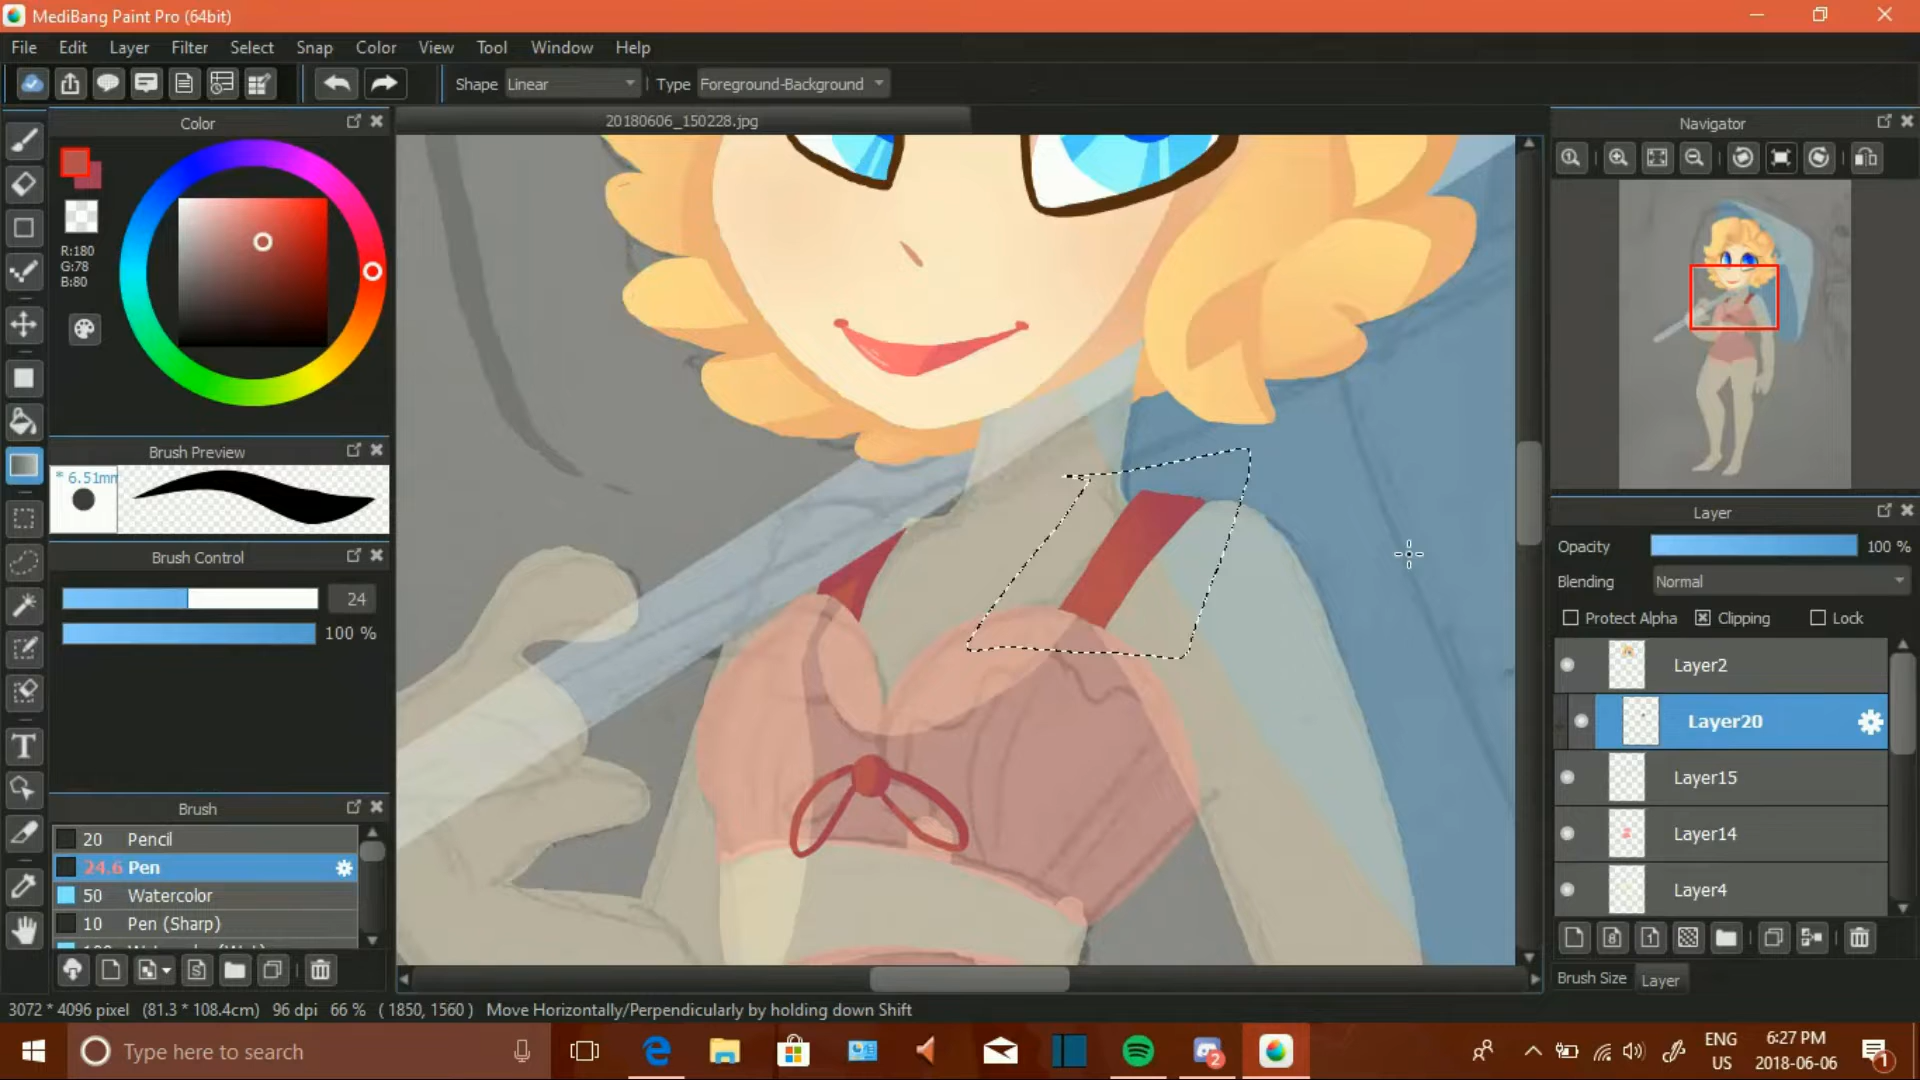 MediBang Paint Pro (64bit)
File Edit Layer Filter Select Snap Color View Tool Window Help
Shape Linear Type Foreground-Background
Color
20180606_150228.jpg
Navigator
R:180
G:78
B:80
Brush Preview
* 6.51mm
Brush Control
24
100 %
Brush
20 Pencil
24.6 Pen
50 Watercolor
10 Pen (Sharp)
Layer
Opacity 100 %
Blending Normal
Protect Alpha Clipping Lock
Layer2
Layer20
Layer15
Layer14
Layer4
8 1
Brush Size Layer
3072 * 4096 pixel (81.3 * 108.4cm) 96 dpi 66 % ( 1850, 1560 ) Move Horizontally/Perpendicularly by holding down Shift
Type here to search
2
ENG
US
6:27 PM
2018-06-06
1